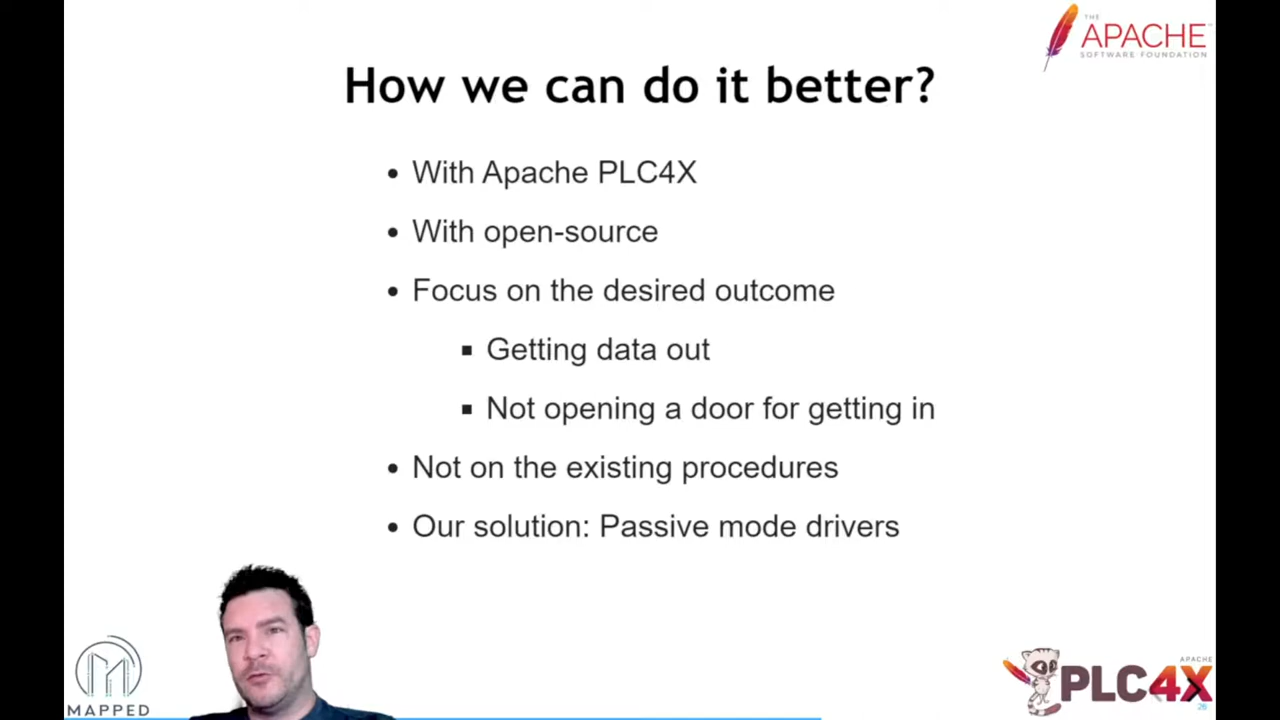 THE
APACHE
SOFTWARE FOUNDATION
How we can do it better?
• With Apache PLC4X
• With open-source
• Focus on the desired outcome
▪ Getting data out
▪ Not opening a door for getting in
• Not on the existing procedures
• Our solution: Passive mode drivers
MAPPED
APACHE
PLC4X
26